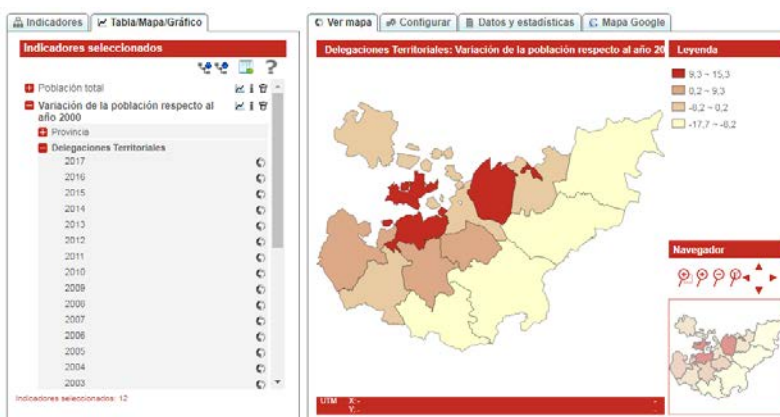 Indicadores
Tabla/Mapa/Gráfico
Indicadores seleccionados
Población total
Variación de la población respecto al
año 2000
Provincia
Delegaciones Territoriales
2017
2016
2015
2014
2013
2012
2011
2010
2009
2008
2007
2006
2005
2004
2003
Indicadores seleccionados: 12
Ver mapa
Configurar
Datos y estadísticas
Mapa Google
Delegaciones Territoriales: Variación de la población respecto al año 20
Leyenda
9,3 ~ 15,3
0,2 ~ 9,3
-6,2 ~ 0,2
-17,7 ~ -6,2
Navegador
UTM X:-
Y:-